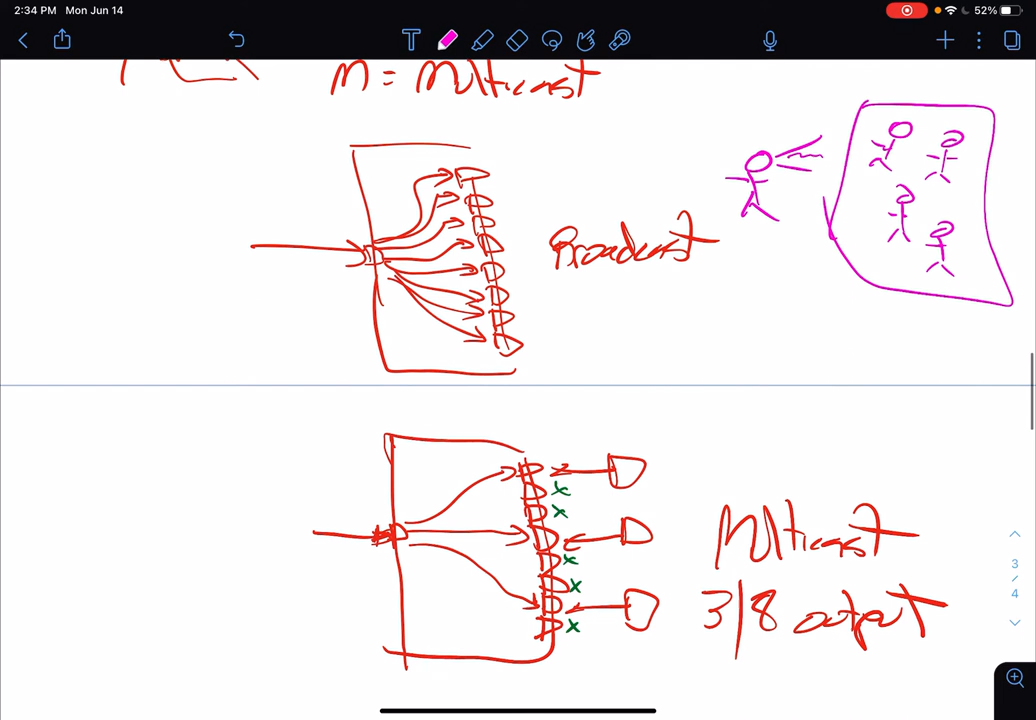 2:34 PM Mon Jun 14
52%
T
M = Multicast
Broadcast
x
x
x
x
x
Multicast
3/8 output
3
/
4